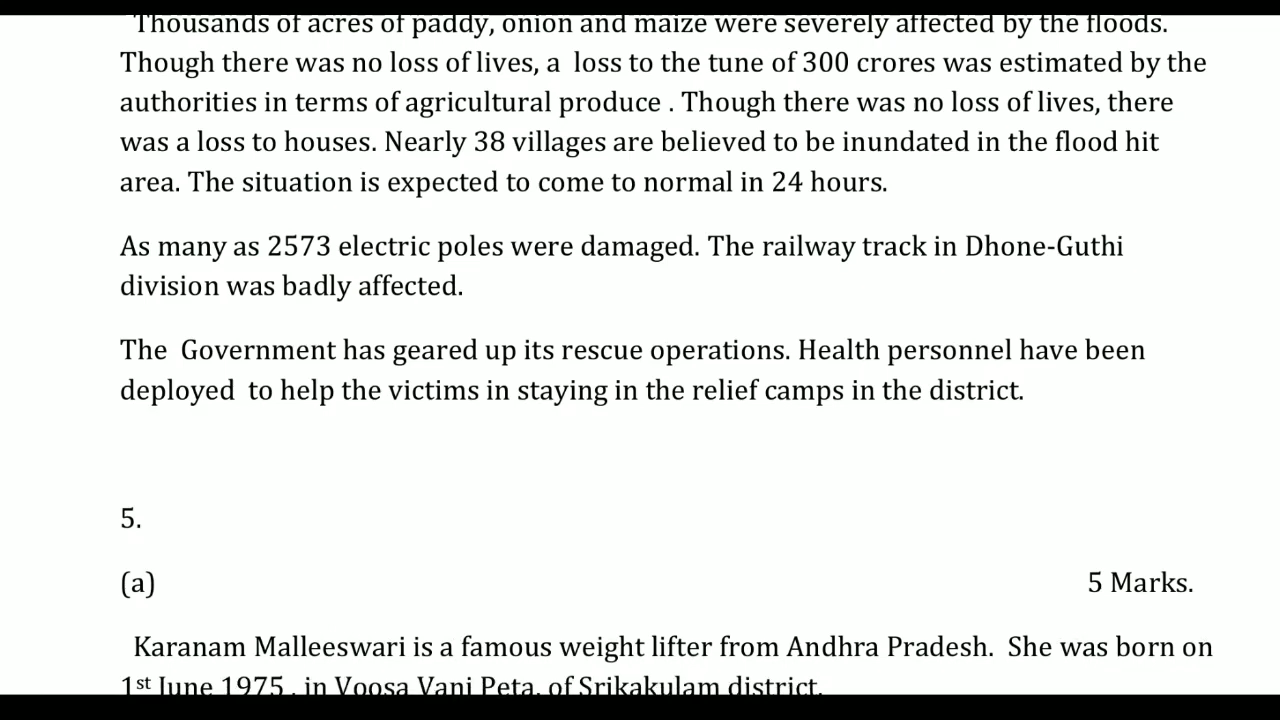 Thousands of acres of paddy, onion and maize were severely affected by the floods.
Though there was no loss of lives, a  loss to the tune of 300 crores was estimated by the
authorities in terms of agricultural produce . Though there was no loss of lives, there
was a loss to houses. Nearly 38 villages are believed to be inundated in the flood hit
area. The situation is expected to come to normal in 24 hours.
As many as 2573 electric poles were damaged. The railway track in Dhone-Guthi
division was badly affected.
The  Government has geared up its rescue operations. Health personnel have been
deployed  to help the victims in staying in the relief camps in the district.
5.
(a) 5 Marks.
Karanam Malleeswari is a famous weight lifter from Andhra Pradesh.  She was born on
1st June 1975 , in Voosa Vani Peta, of Srikakulam district.